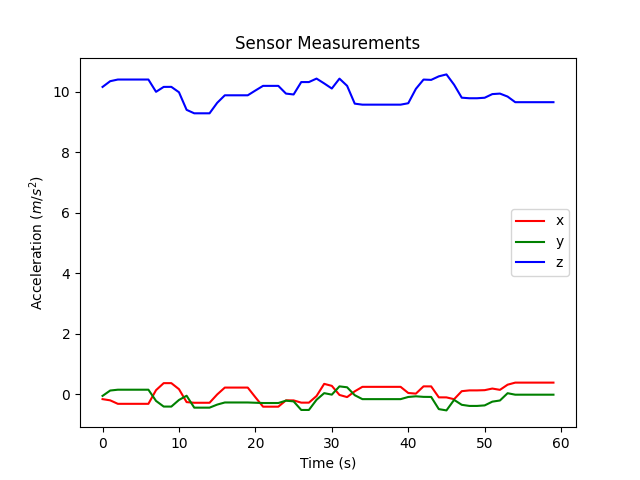 Sensor Measurements
10
8
6
4
2
0
Acceleration (m/s²)
x
y
z
0 10 20 30 40 50 60
Time (s)